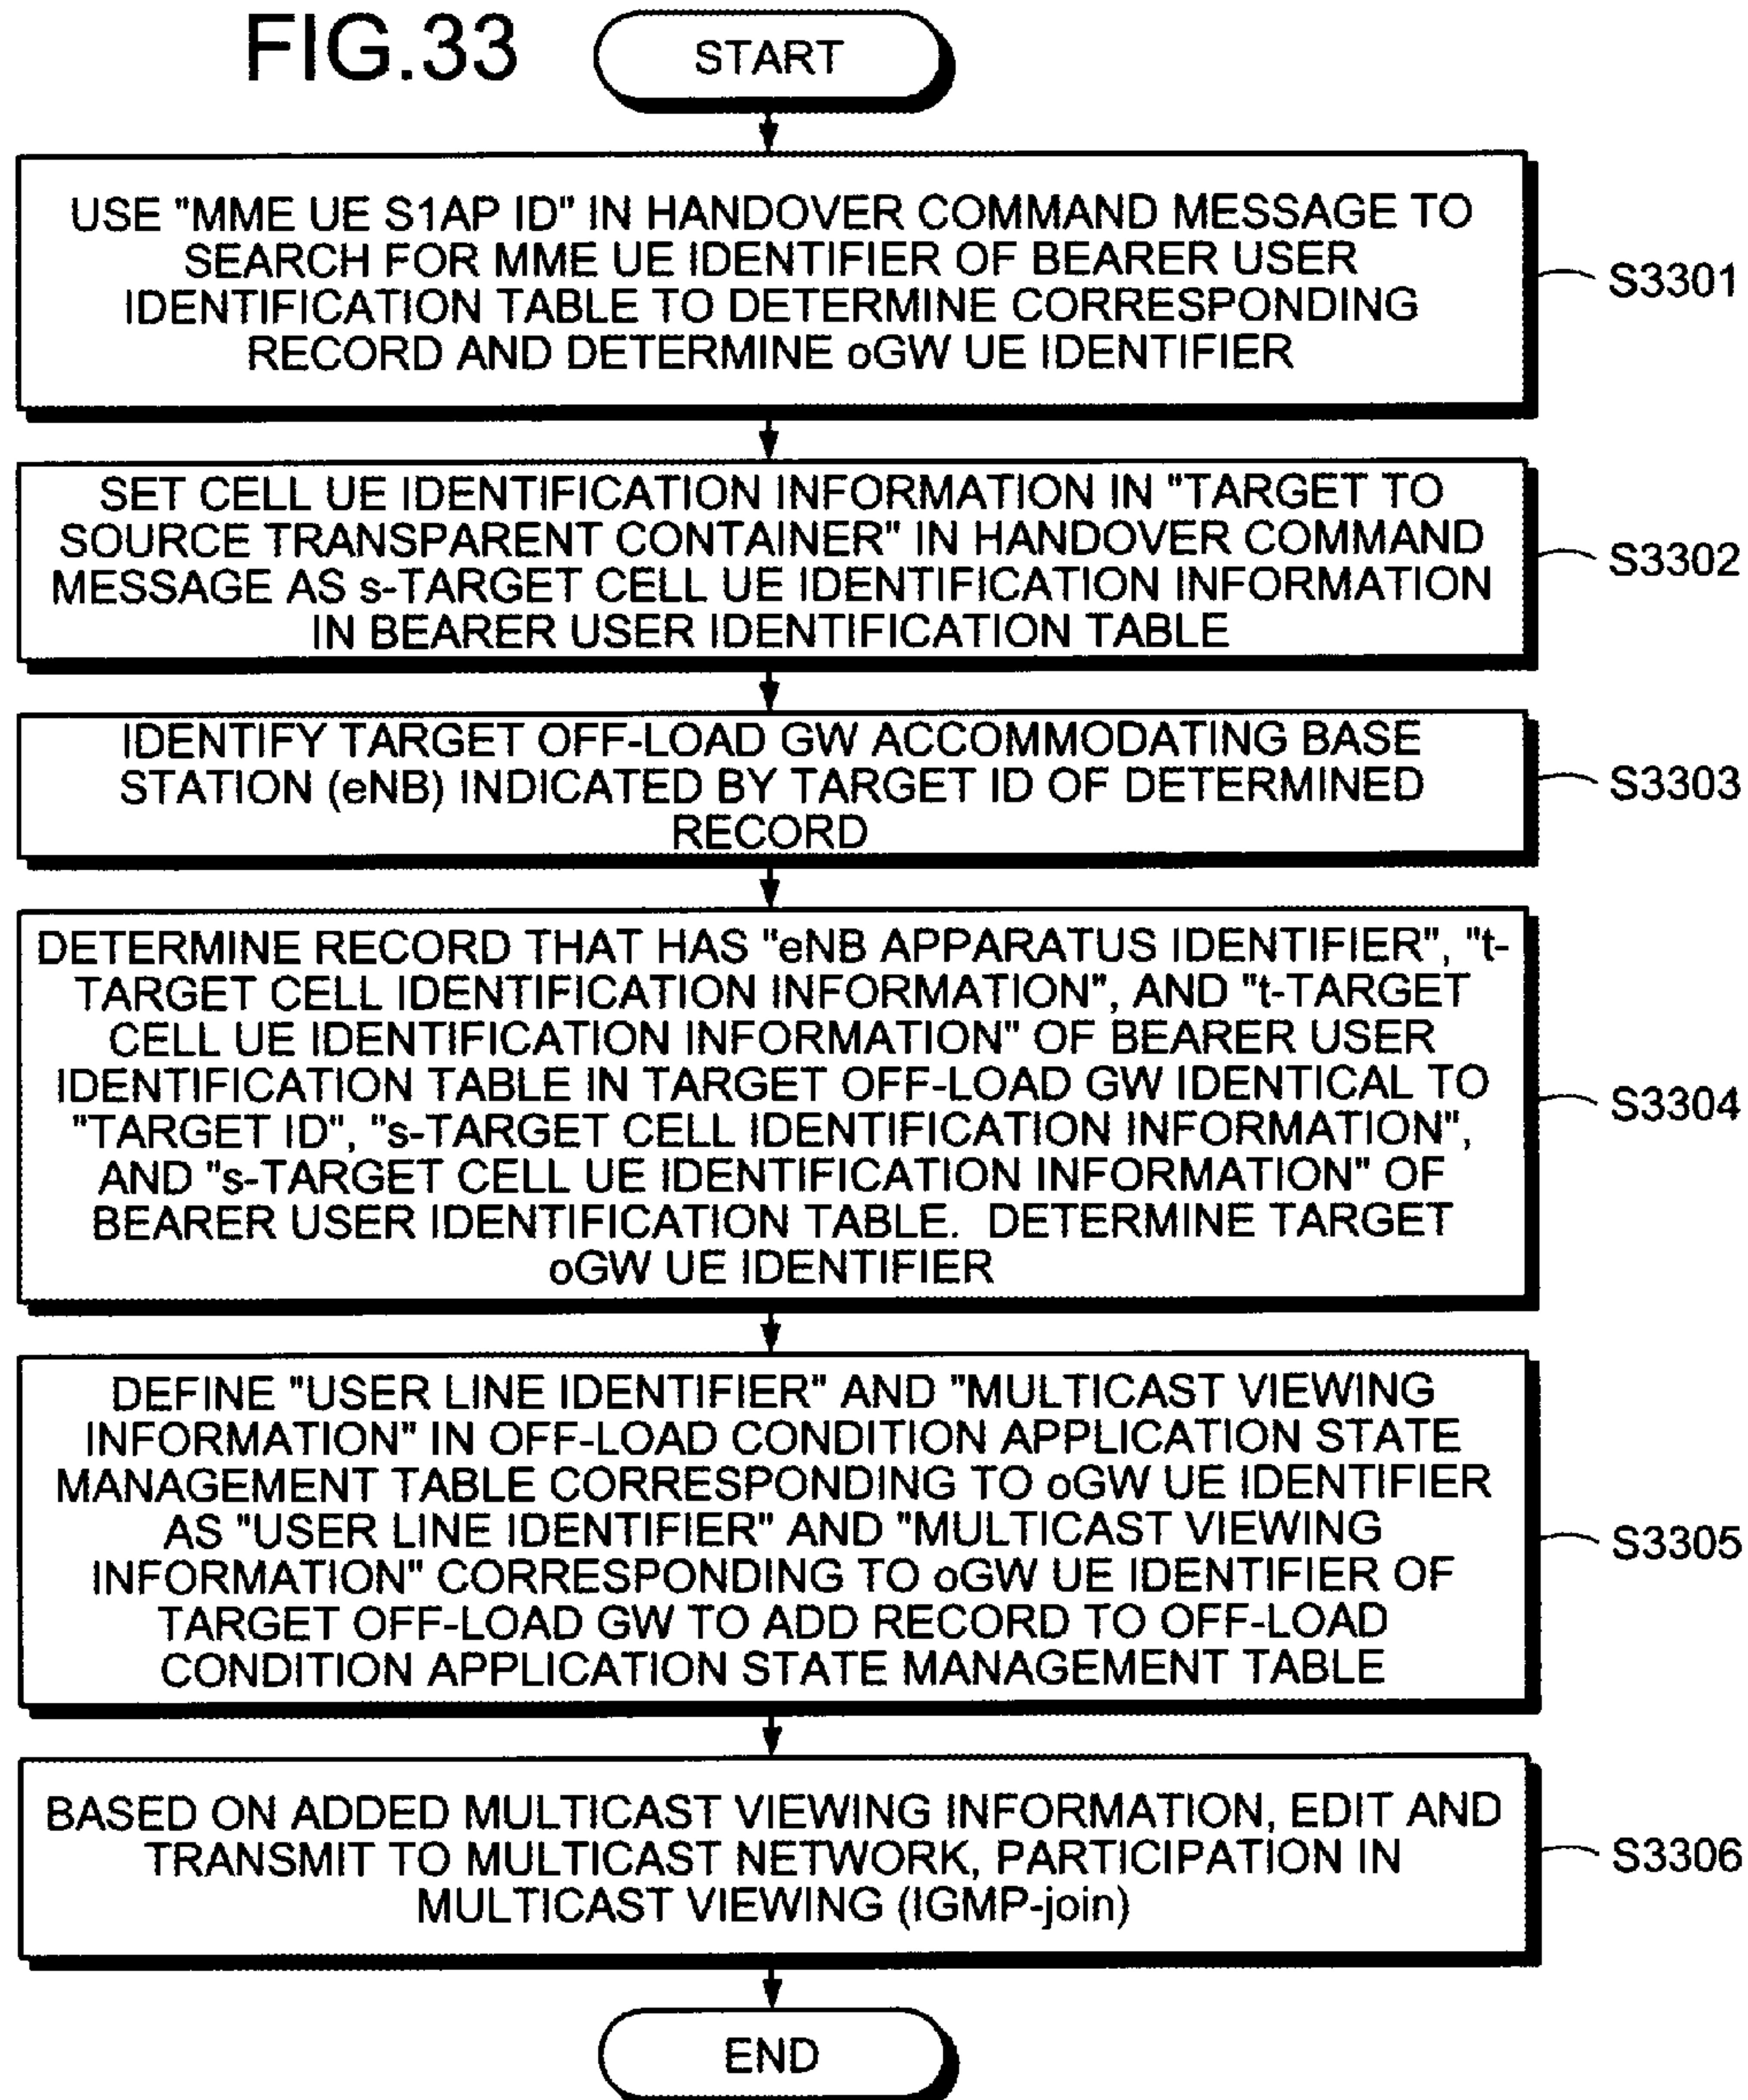 FIG.33
START
USE "MME UE S1AP ID" IN HANDOVER COMMAND MESSAGE TO
SEARCH FOR MME UE IDENTIFIER OF BEARER USER
IDENTIFICATION TABLE TO DETERMINE CORRESPONDING
RECORD AND DETERMINE oGW UE IDENTIFIER
S3301
SET CELL UE IDENTIFICATION INFORMATION IN "TARGET TO
SOURCE TRANSPARENT CONTAINER" IN HANDOVER COMMAND
MESSAGE AS s-TARGET CELL UE IDENTIFICATION INFORMATION
IN BEARER USER IDENTIFICATION TABLE
S3302
IDENTIFY TARGET OFF-LOAD GW ACCOMMODATING BASE
STATION (eNB) INDICATED BY TARGET ID OF DETERMINED
RECORD
S3303
DETERMINE RECORD THAT HAS "eNB APPARATUS IDENTIFIER", "t-
TARGET CELL IDENTIFICATION INFORMATION", AND "t-TARGET
CELL UE IDENTIFICATION INFORMATION" OF BEARER USER
IDENTIFICATION TABLE IN TARGET OFF-LOAD GW IDENTICAL TO
"TARGET ID", "s-TARGET CELL IDENTIFICATION INFORMATION",
AND "s-TARGET CELL UE IDENTIFICATION INFORMATION" OF
BEARER USER IDENTIFICATION TABLE. DETERMINE TARGET
oGW UE IDENTIFIER
S3304
DEFINE "USER LINE IDENTIFIER" AND "MULTICAST VIEWING
INFORMATION" IN OFF-LOAD CONDITION APPLICATION STATE
MANAGEMENT TABLE CORRESPONDING TO oGW UE IDENTIFIER
AS "USER LINE IDENTIFIER" AND "MULTICAST VIEWING
INFORMATION" CORRESPONDING TO oGW UE IDENTIFIER OF
TARGET OFF-LOAD GW TO ADD RECORD TO OFF-LOAD
CONDITION APPLICATION STATE MANAGEMENT TABLE
S3305
BASED ON ADDED MULTICAST VIEWING INFORMATION, EDIT AND
TRANSMIT TO MULTICAST NETWORK, PARTICIPATION IN
MULTICAST VIEWING (IGMP-join)
S3306
END